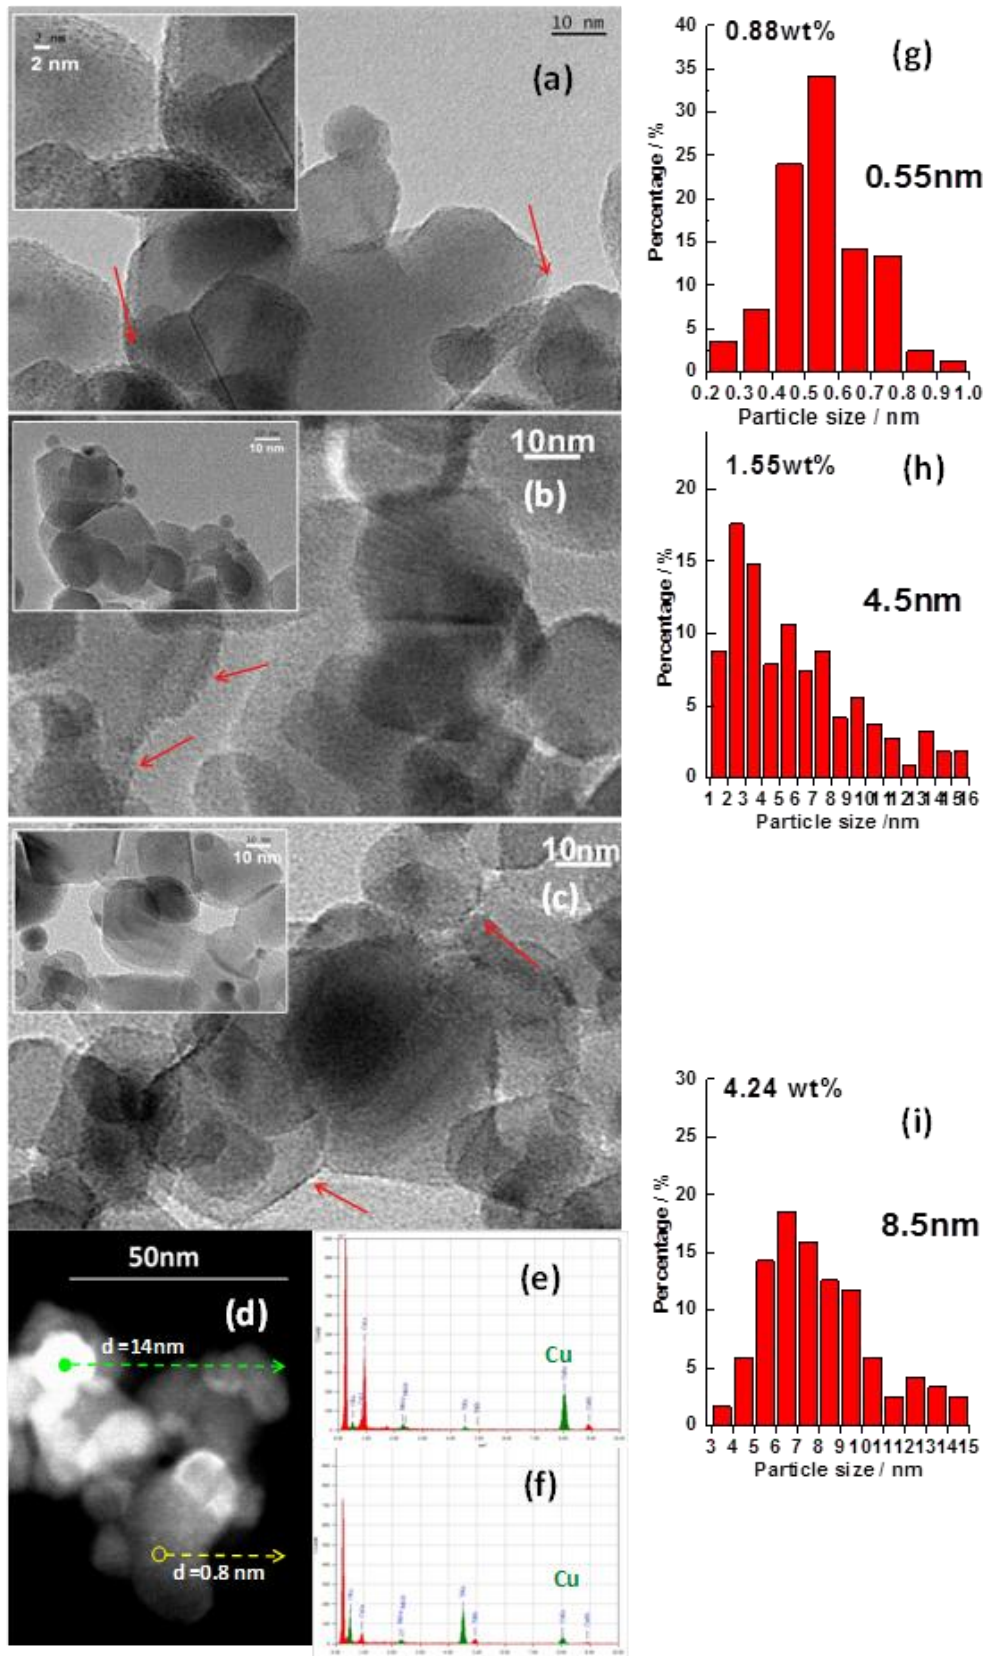 2 nm
2 nm
10 nm
(a)
10 nm
10nm
(b)
10 nm
10nm
(c)
50nm
(d)
d =14nm
d =0.8 nm
(e)
Cu
(f)
Cu
0.88wt%
(g)
0.55nm
Percentage / %
40
35
30
25
20
15
10
5
0
0.2 0.3 0.4 0.5 0.6 0.7 0.8 0.9 1.0
Particle size / nm
1.55wt%
(h)
4.5nm
Percentage / %
20
15
10
5
0
1 2 3 4 5 6 7 8 9 10 11 12 13 14 15 16
Particle size /nm
4.24 wt%
(i)
8.5nm
Percentage / %
30
25
20
15
10
5
0
3 4 5 6 7 8 9 10 11 12 13 14 15
Particle size / nm